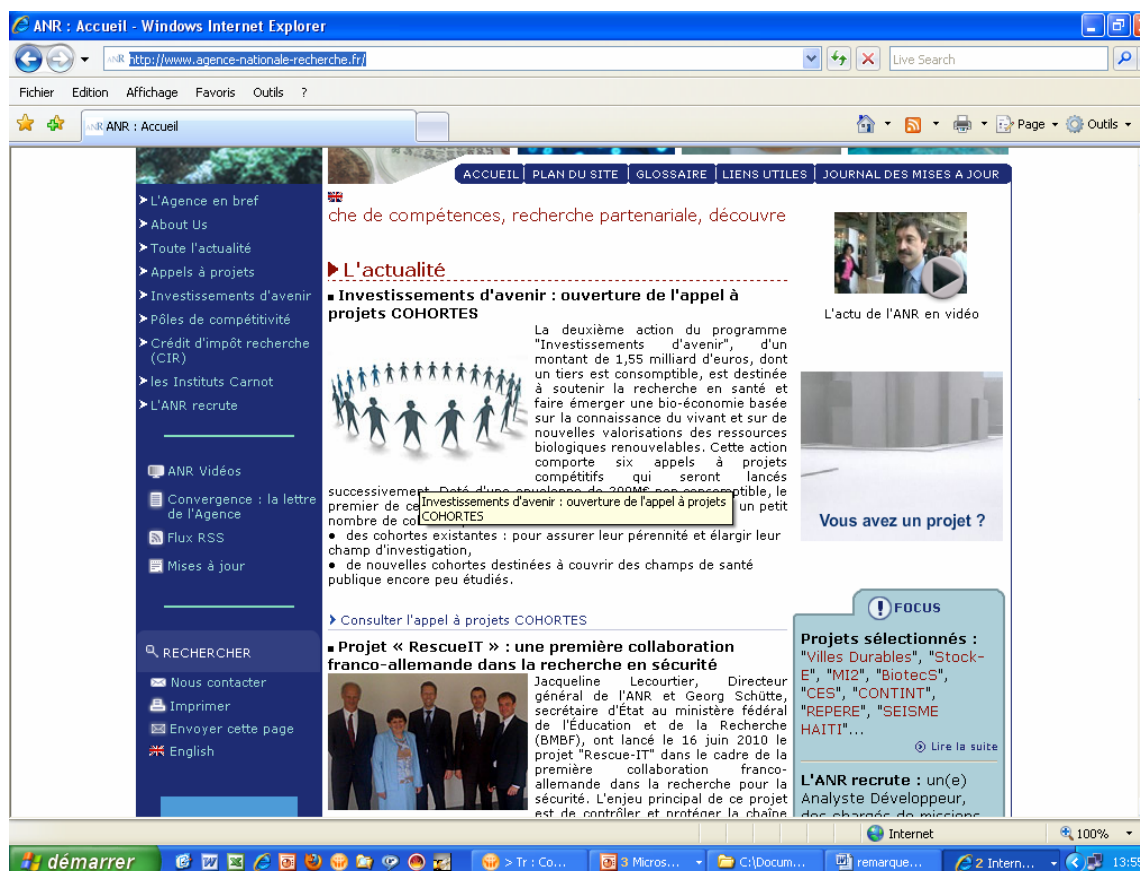 ANR : Accueil - Windows Internet Explorer
http://www.agence-nationale-recherche.fr/
Live Search
Fichier Edition Affichage Favoris Outils ?
ANR : Accueil
Page
Outils
ACCUEIL PLAN DU SITE GLOSSAIRE LIENS UTILES JOURNAL DES MISES A JOUR
L'Agence en bref
About Us
Toute l'actualité
Appels à projets
Investissements d'avenir
Pôles de compétitivité
Crédit d'impôt recherche
(CIR)
les Instituts Carnot
L'ANR recrute
ANR Vidéos
Convergence : la lettre
de l'Agence
Flux RSS
Mises à jour
RECHERCHER
Nous contacter
Imprimer
Envoyer cette page
English
che de compétences, recherche partenariale, découvre
L'actualité
Investissements d'avenir : ouverture de l'appel à
projets COHORTES
La deuxième action du programme
"Investissements d'avenir", d'un
montant de 1,55 milliard d'euros, dont
un tiers est consomptible, est destinée
à soutenir la recherche en santé et
faire émerger une bio-économie basée
sur la connaissance du vivant et sur de
nouvelles valorisations des ressources
biologiques renouvelables. Cette action
comporte six appels à projets
compétitifs qui seront lancés
successivement. Doté d'une enveloppe de 200M€ non consomptible, le
premier de ce un petit
nombre de co
Investissements d'avenir : ouverture de l'appel à projets
COHORTES
• des cohortes existantes : pour assurer leur pérennité et élargir leur
champ d'investigation,
• de nouvelles cohortes destinées à couvrir des champs de santé
publique encore peu étudiés.
Consulter l'appel à projets COHORTES
Projet « RescueIT » : une première collaboration
franco-allemande dans la recherche en sécurité
Jacqueline Lecourtier, Directeur
général de l'ANR et Georg Schütte,
secrétaire d'État au ministère fédéral
de l'Éducation et de la Recherche
(BMBF), ont lancé le 16 juin 2010 le
projet "Rescue-IT" dans le cadre de la
première collaboration franco-
allemande dans la recherche pour la
sécurité. L'enjeu principal de ce projet
est de contrôler et protéger la chaîne
L'actu de l'ANR en vidéo
Vous avez un projet ?
FOCUS
Projets sélectionnés :
"Villes Durables", "Stock-
E", "MI2", "BiotecS",
"CES", "CONTINT",
"REPERE", "SEISME
HAITI"...
Lire la suite
L'ANR recrute : un(e)
Analyste Développeur,
des chargés de missions
Internet
100%
démarrer
> Tr : Co...
3 Micros...
C:\Docum...
remarque...
2 Intern...
13:55